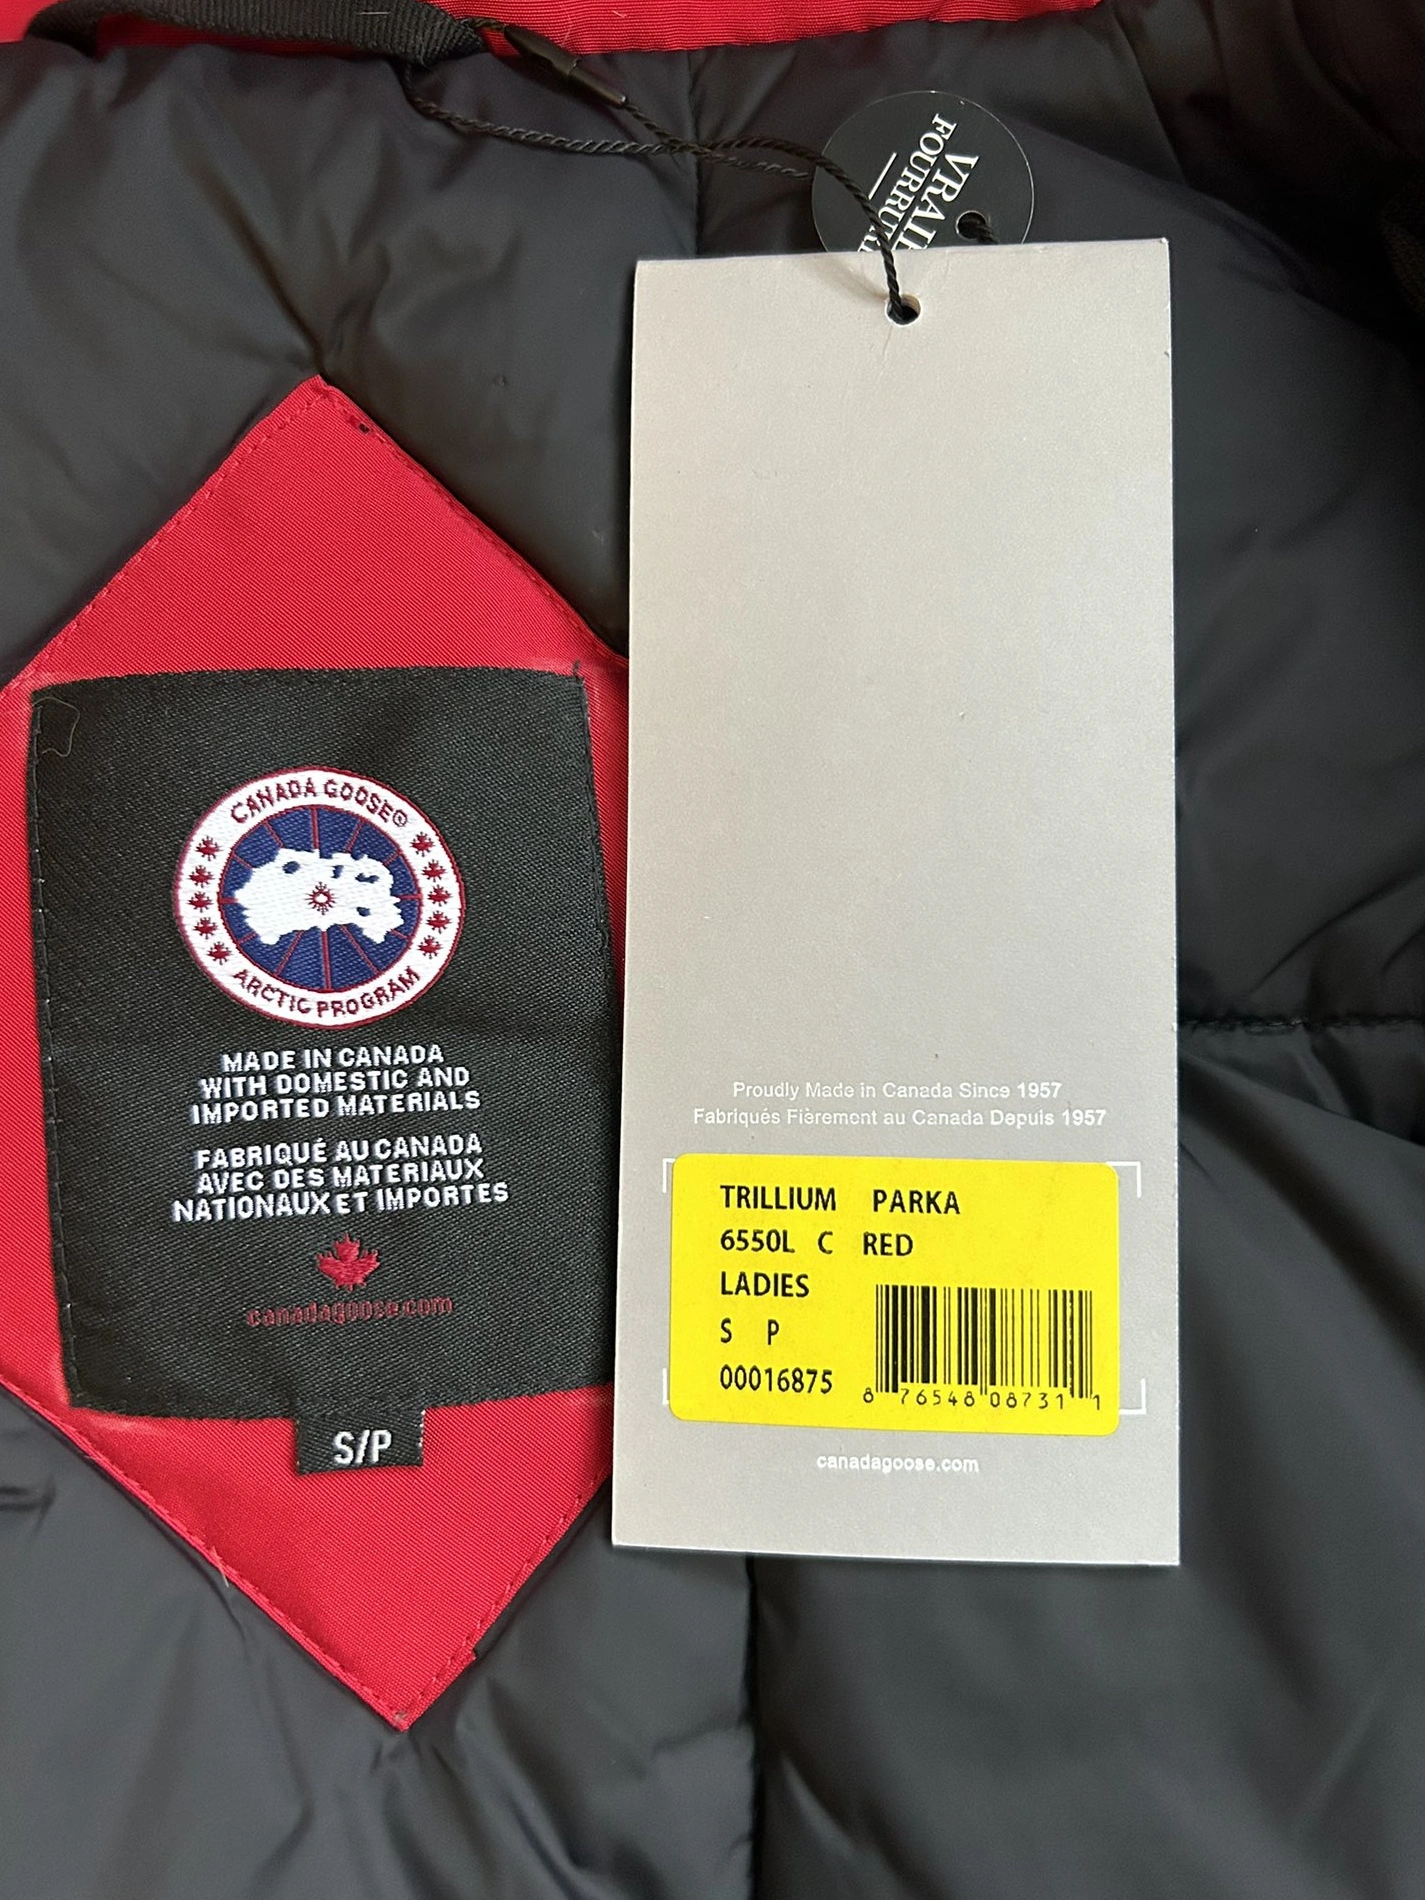 VRAIE
FOURRURE
CANADA GOOSE®
ARCTIC PROGRAM
MADE IN CANADA
WITH DOMESTIC AND
IMPORTED MATERIALS
FABRIQUÉ AU CANADA
AVEC DES MATERIAUX
NATIONAUX ET IMPORTES
canadagoose.com
S/P
Proudly Made in Canada Since 1957
Fabriqués Fièrement au Canada Depuis 1957
TRILLIUM PARKA
6550L C RED
LADIES
S P
00016875
8 76548 08731 1
canadagoose.com